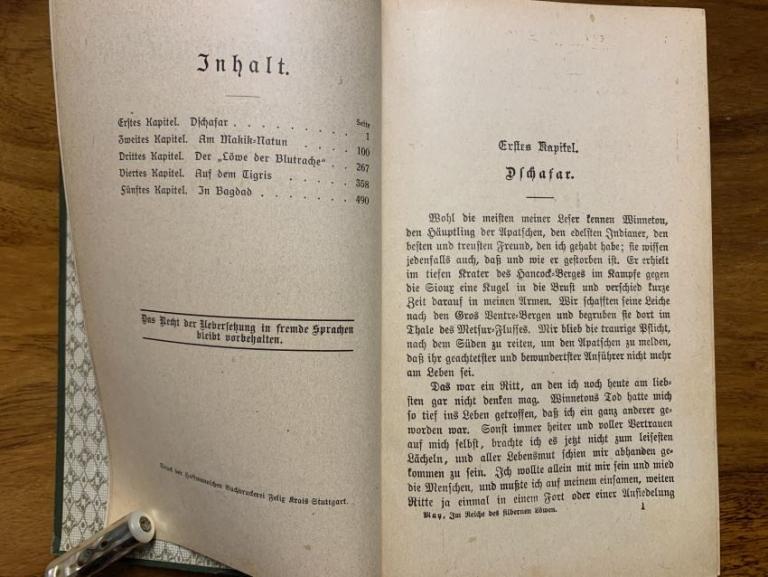 Inhalt.
Seite
Erstes Kapitel. Dschafar . . . . . . . . 1
Zweites Kapitel. Am Makik-Natun . . . . . 100
Drittes Kapitel. Der „Löwe der Blutrache“ . . 267
Viertes Kapitel. Auf dem Tigris . . . . . 358
Fünftes Kapitel. In Bagdad . . . . . . 490
Das Recht der Uebersetzung in fremde Sprachen
bleibt vorbehalten.
Druck der Hoffmannschen Buchdruckerei Felix Krais Stuttgart.
Erstes Kapitel.
Dschafar.
Wohl die meisten meiner Leser kennen Winnetou,
den Häuptling der Apatschen, den edelsten Indianer, den
besten und treusten Freund, den ich gehabt habe; sie wissen
jedenfalls auch, daß und wie er gestorben ist. Er erhielt
im tiefen Krater des Hancock-Berges im Kampfe gegen
die Sioux eine Kugel in die Brust und verschied kurze
Zeit darauf in meinen Armen. Wir schafften seine Leiche
nach den Gros Ventre-Bergen und begruben sie dort im
Thale des Metsur-Flusses. Mir blieb die traurige Pflicht,
nach dem Süden zu reiten, um den Apatschen zu melden,
daß ihr geachtetster und bewundertster Anführer nicht mehr
am Leben sei.
Das war ein Ritt, an den ich noch heute am lieb-
sten gar nicht denken mag. Winnetous Tod hatte mich
so tief ins Leben getroffen, daß ich ein ganz anderer ge-
worden war. Sonst immer heiter und voller Vertrauen
auf mich selbst, brachte ich es jetzt nicht zum leisesten
Lächeln, und aller Lebensmut schien mir abhanden ge-
kommen zu sein. Ich wollte allein mit mir sein und mied
die Menschen, und mußte ich auf meinem einsamen, weiten
Ritte ja einmal in einem Fort oder einer Ansiedelung
May, Im Reiche des silbernen Löwen. 1